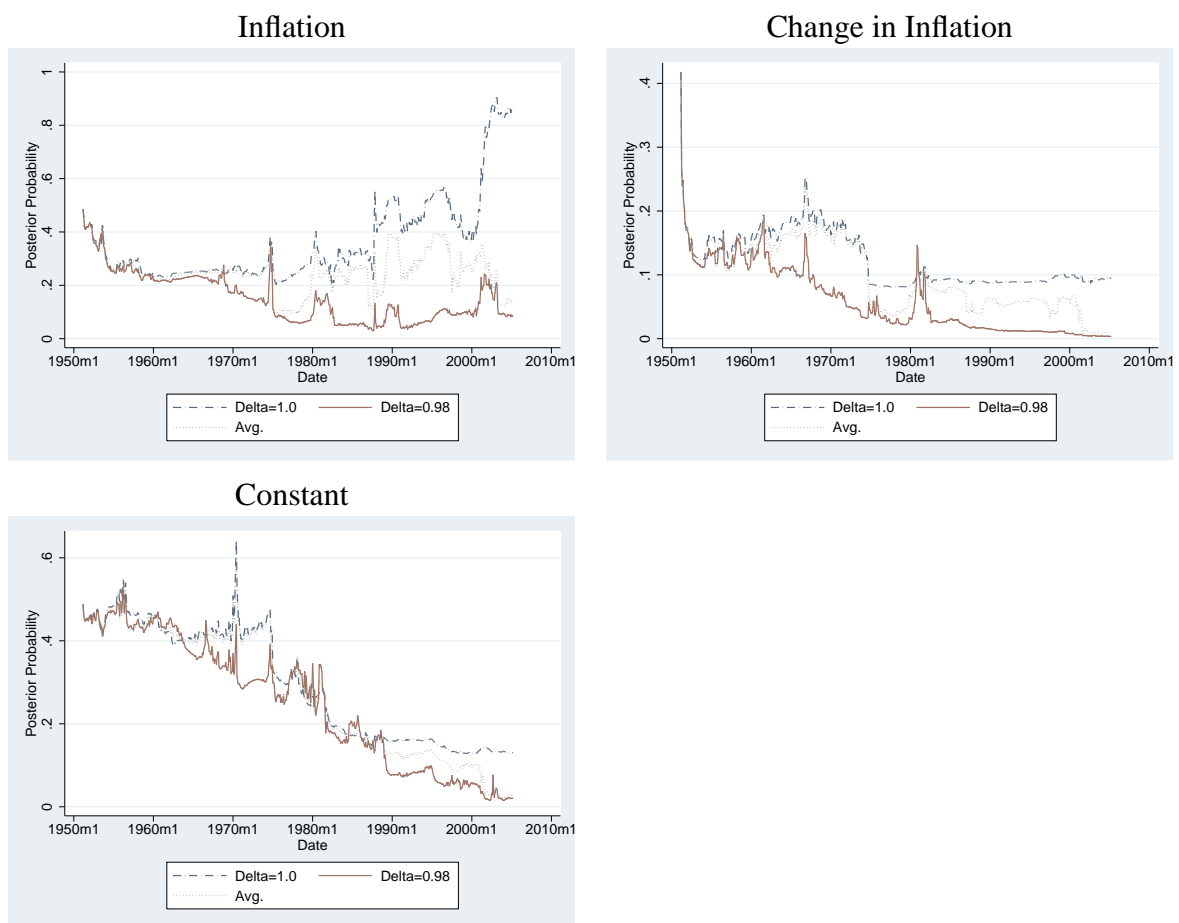 Inflation
Posterior Probability
0 .2 .4 .6 .8 1
1950m1 1960m1 1970m1 1980m1 1990m1 2000m1 2010m1
Date
Delta=1.0 Delta=0.98
Avg.
Change in Inflation
Posterior Probability
0 .1 .2 .3 .4
1950m1 1960m1 1970m1 1980m1 1990m1 2000m1 2010m1
Date
Delta=1.0 Delta=0.98
Avg.
Constant
Posterior Probability
0 .2 .4 .6
1950m1 1960m1 1970m1 1980m1 1990m1 2000m1 2010m1
Date
Delta=1.0 Delta=0.98
Avg.